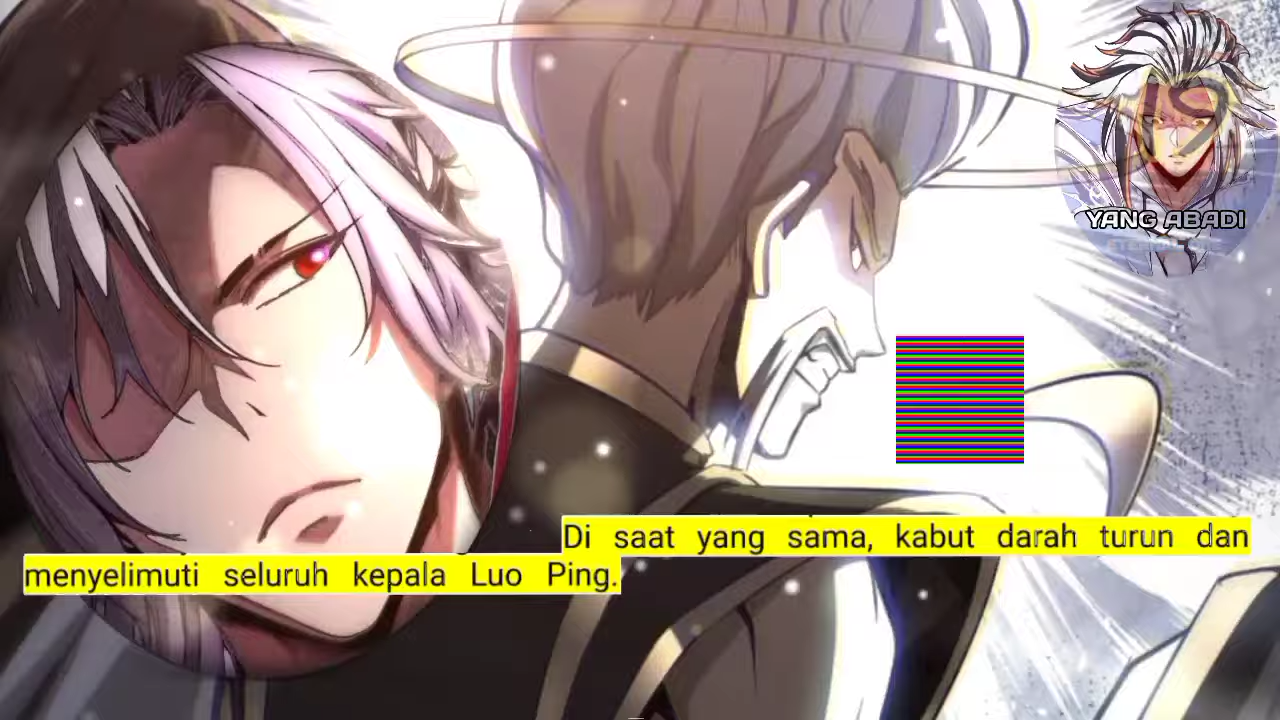 YANG ABADI
Di saat yang sama, kabut darah turun dan
menyelimuti seluruh kepala Luo Ping.